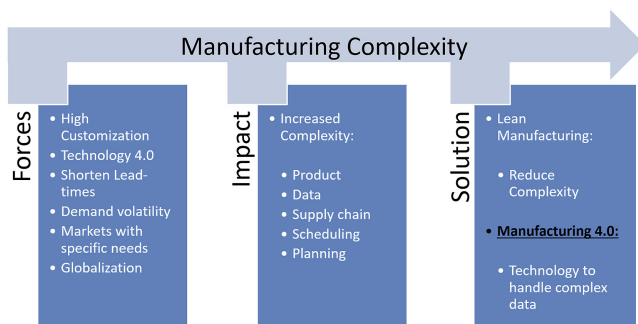 Manufacturing Complexity
Forces
• High
Customization
• Technology 4.0
• Shorten Lead-
times
• Demand volatility
• Markets with
specific needs
• Globalization
Impact
• Increased
Complexity:
• Product
• Data
• Supply chain
• Scheduling
• Planning
Solution
• Lean
Manufacturing:
• Reduce
Complexity
• Manufacturing 4.0:
• Technology to
handle complex
data